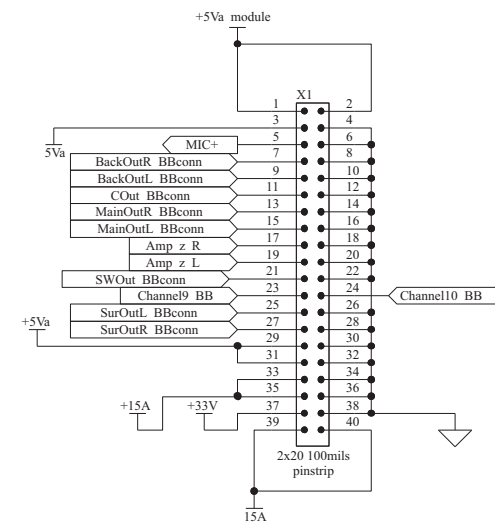 +5Va module
X1
1 2
3 4
5Va
MIC+ 5 6
BackOutR BBconn 7 8
BackOutL BBconn 9 10
COut BBconn 11 12
MainOutR BBconn 13 14
MainOutL BBconn 15 16
Amp z R 17 18
Amp z L 19 20
SWOut BBconn 21 22
Channel9 BB 23 24 Channel10 BB
SurOutL BBconn 25 26
SurOutR BBconn 27 28
+5Va 29 30
31 32
33 34
35 36
+15A +33V 37 38
39 40
2x20 100mils
pinstrip
15A